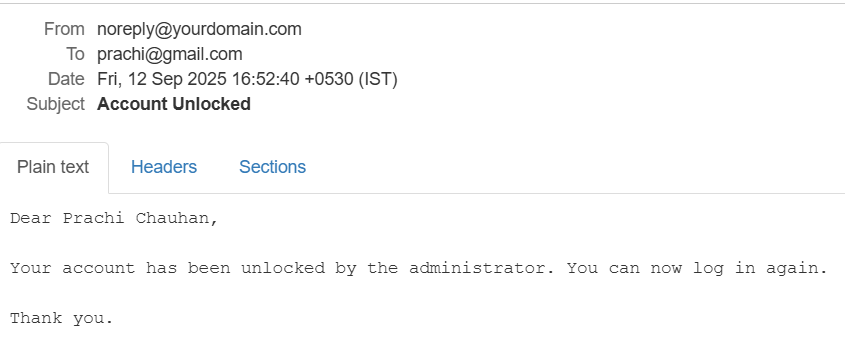 From noreply@yourdomain.com
To prachi@gmail.com
Date Fri, 12 Sep 2025 16:52:40 +0530 (IST)
Subject Account Unlocked
Plain text Headers Sections
Dear Prachi Chauhan,
Your account has been unlocked by the administrator. You can now log in again.
Thank you.